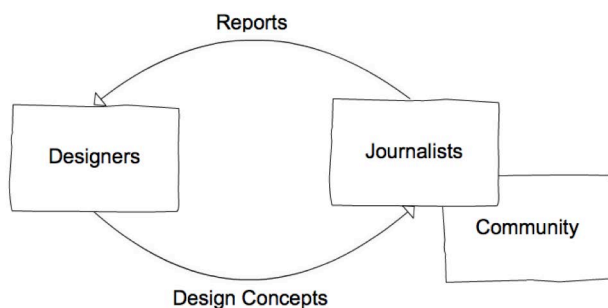 Reports
Designers
Journalists
Community
Design Concepts